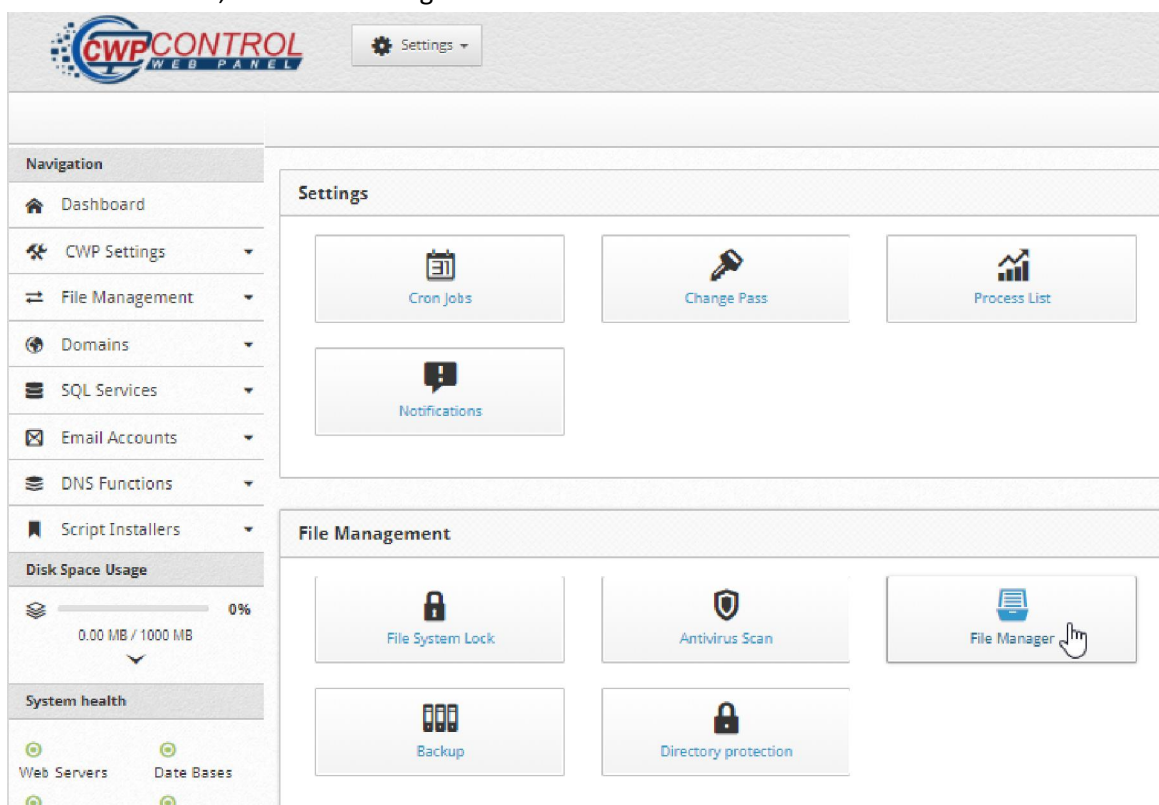 CWP CONTROL
WEB PANEL
Settings
Navigation
Dashboard
CWP Settings
File Management
Domains
SQL Services
Email Accounts
DNS Functions
Script Installers
Disk Space Usage
0%
0.00 MB / 1000 MB
System health
Web Servers Date Bases
Settings
31
Cron Jobs
Change Pass
Process List
Notifications
File Management
File System Lock
Antivirus Scan
File Manager
Backup
Directory protection